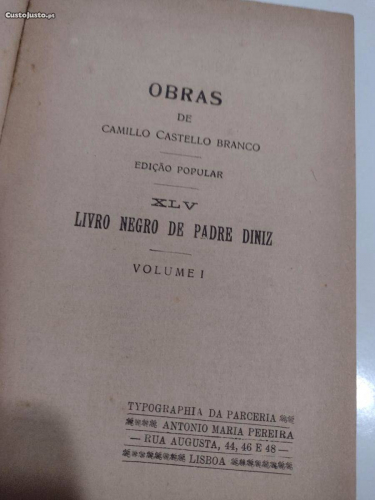 CustoJusto.pt
OBRAS
DE
CAMILLO CASTELLO BRANCO
EDIÇÃO POPULAR
XLV
LIVRO NEGRO DE PADRE DINIZ
VOLUME I
TYPOGRAPHIA DA PARCERIA
ANTONIO MARIA PEREIRA
— RUA AUGUSTA, 44, 46 E 48 —
LISBOA